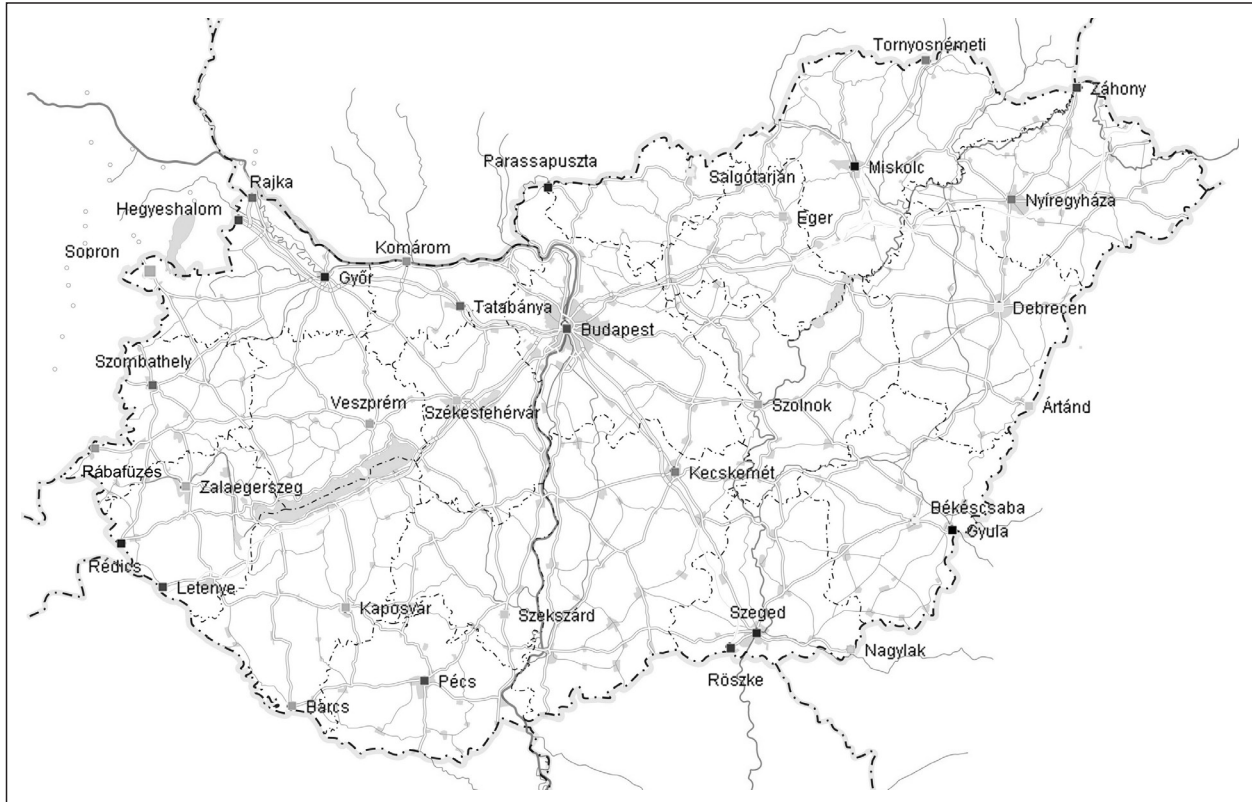 Tornyosnémeti
Záhony
Parassapuszta
Salgótarján
Miskolc
Rajka
Nyíregyháza
Hegyeshalom
Eger
Komárom
Sopron
Győr
Tatabánya
Debrecen
Budapest
Szombathely
Veszprém
Székesfehérvár
Szolnok
Ártánd
Rábafüzés
Kecskemét
Zalaegerszeg
Békéscsaba
Gyula
Rédics
Letenye
Kaposvár
Szekszárd
Szeged
Nagylak
Röszke
Pécs
Barcs